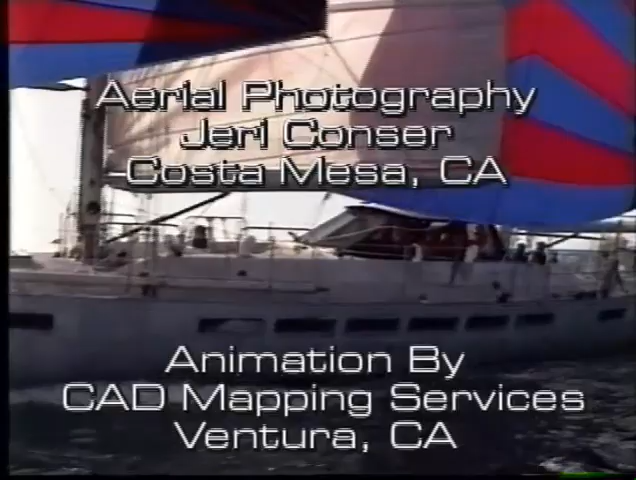 Aerial Photography
Jeri Conser
Costa Mesa, CA
Animation By
CAD Mapping Services
Ventura, CA